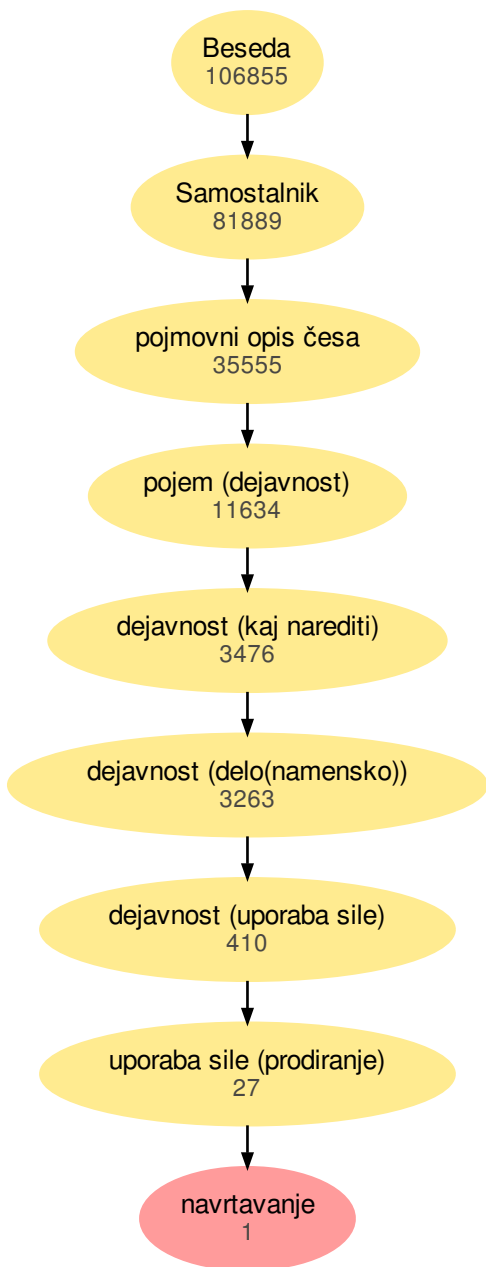 Beseda
106855
Samostalnik
81889
pojmovni opis česa
35555
pojem (dejavnost)
11634
dejavnost (kaj narediti)
3476
dejavnost (delo(namensko))
3263
dejavnost (uporaba sile)
410
uporaba sile (prodiranje)
27
navrtavanje
1